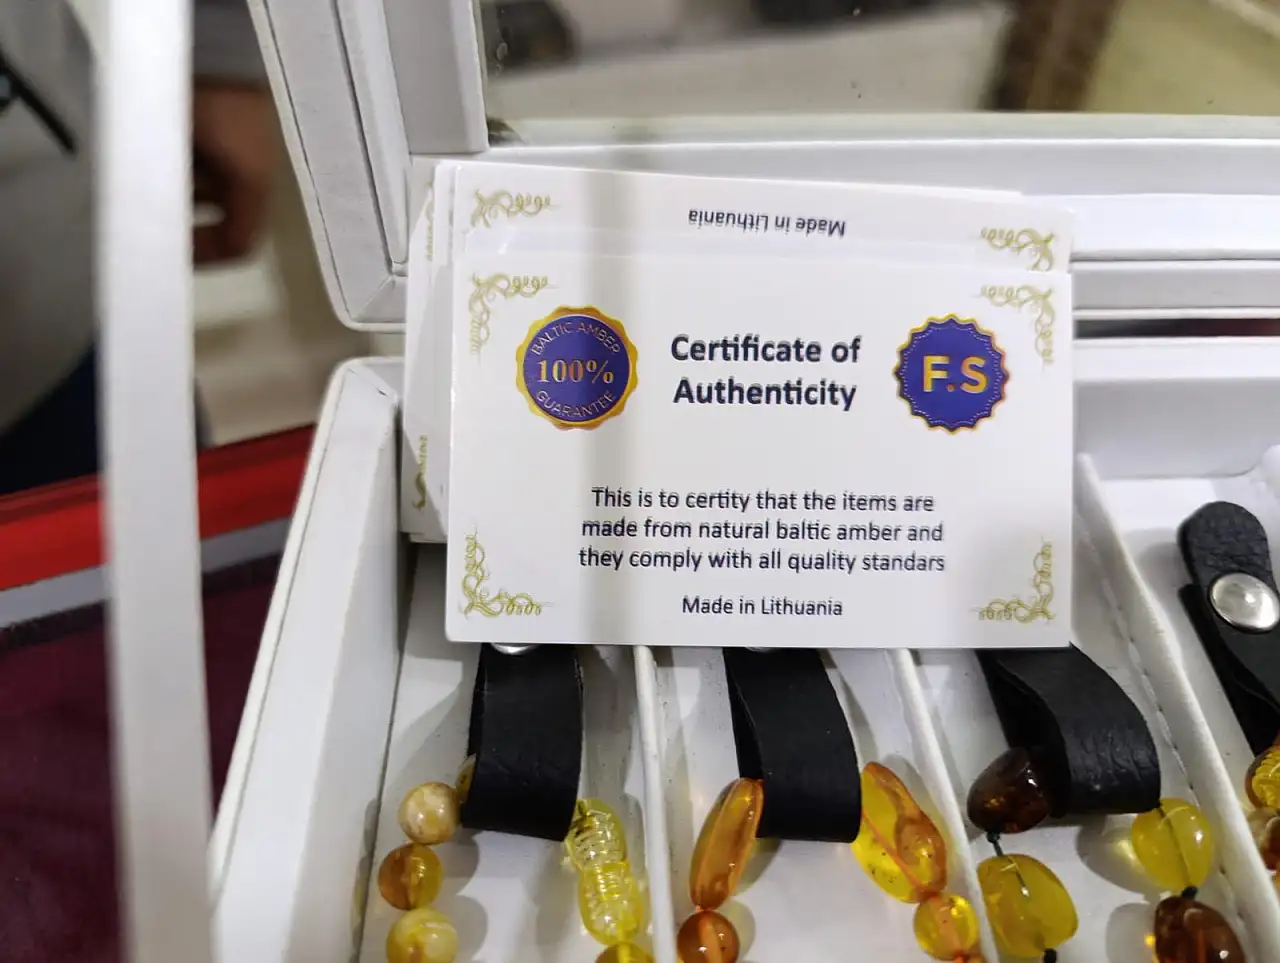 Made in Lithuania
BALTIC AMBER
100%
GUARANTEE
Certificate of
Authenticity
F.S
This is to certity that the items are
made from natural baltic amber and
they comply with all quality standars
Made in Lithuania